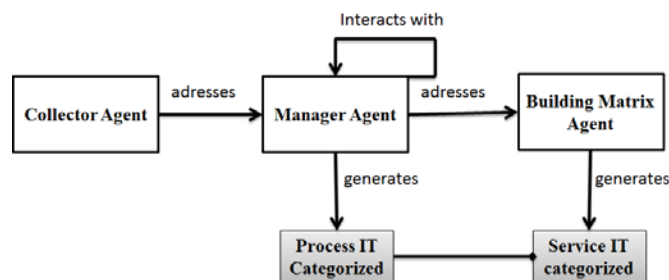 Interacts with
adresses
adresses
Collector Agent
Manager Agent
Building Matrix
Agent
generates
generates
Process IT
Categorized
Service IT
categorized